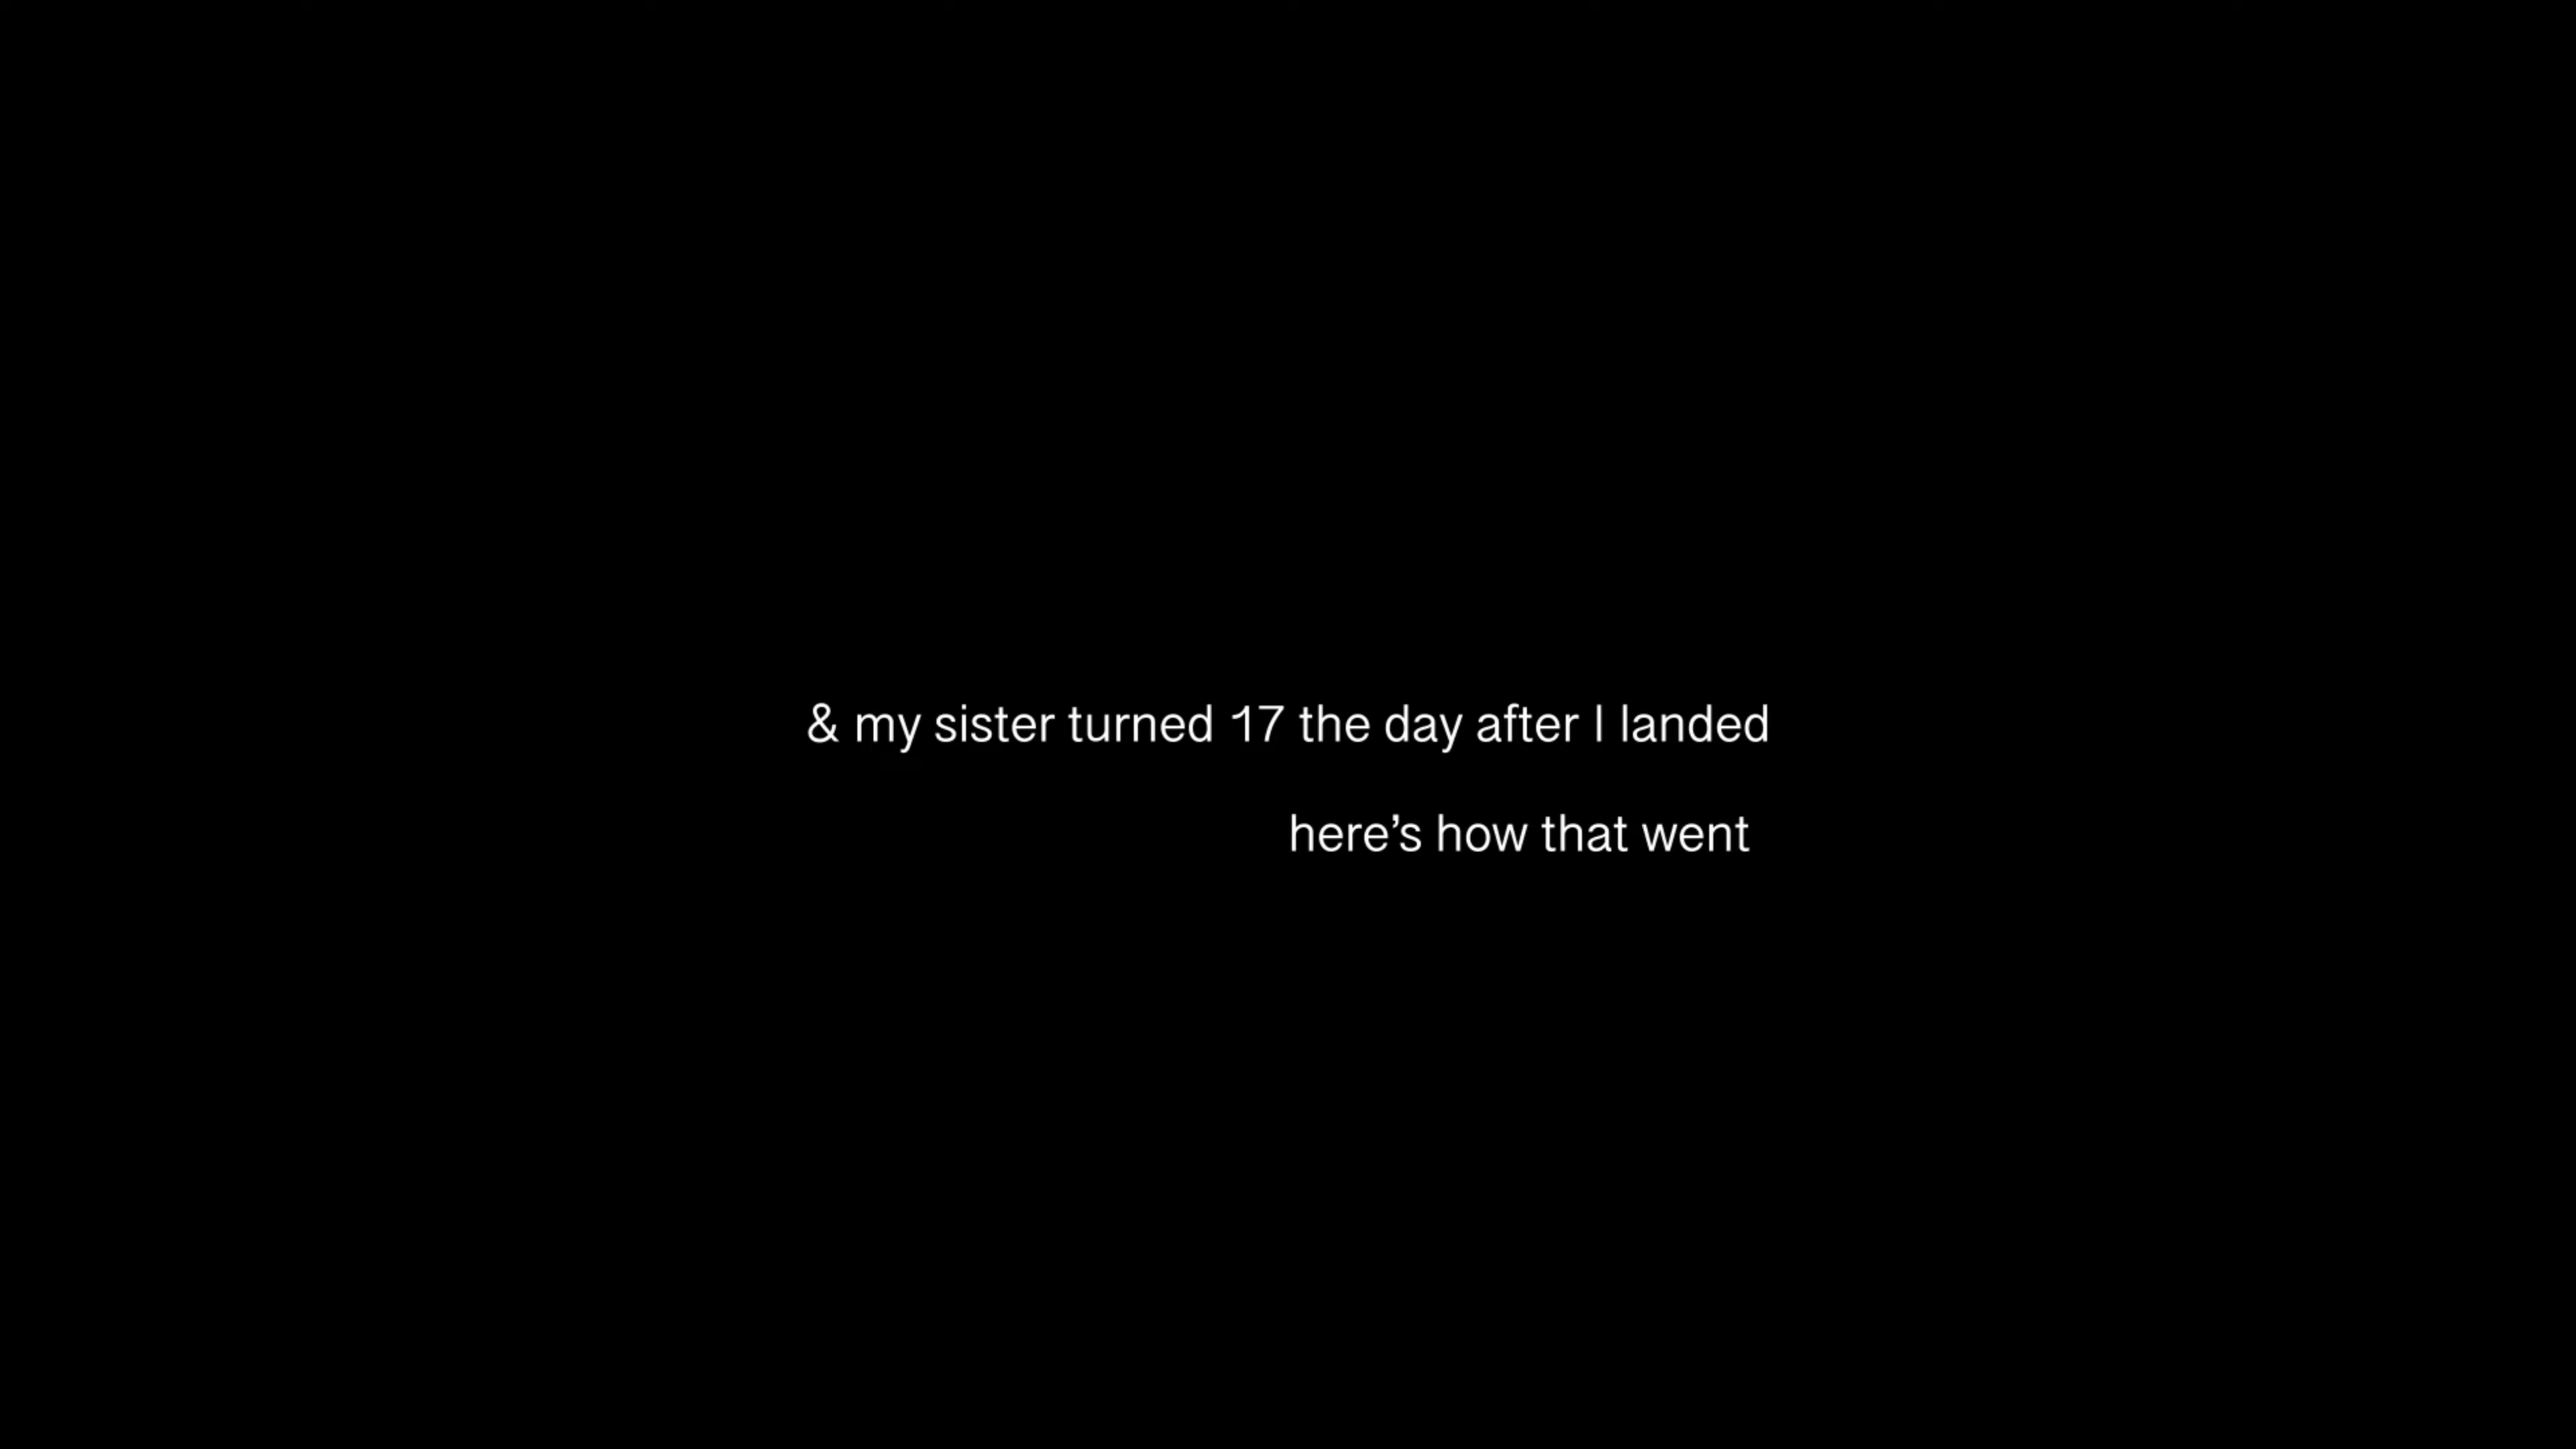 & my sister turned 17 the day after I landed
here’s how that went